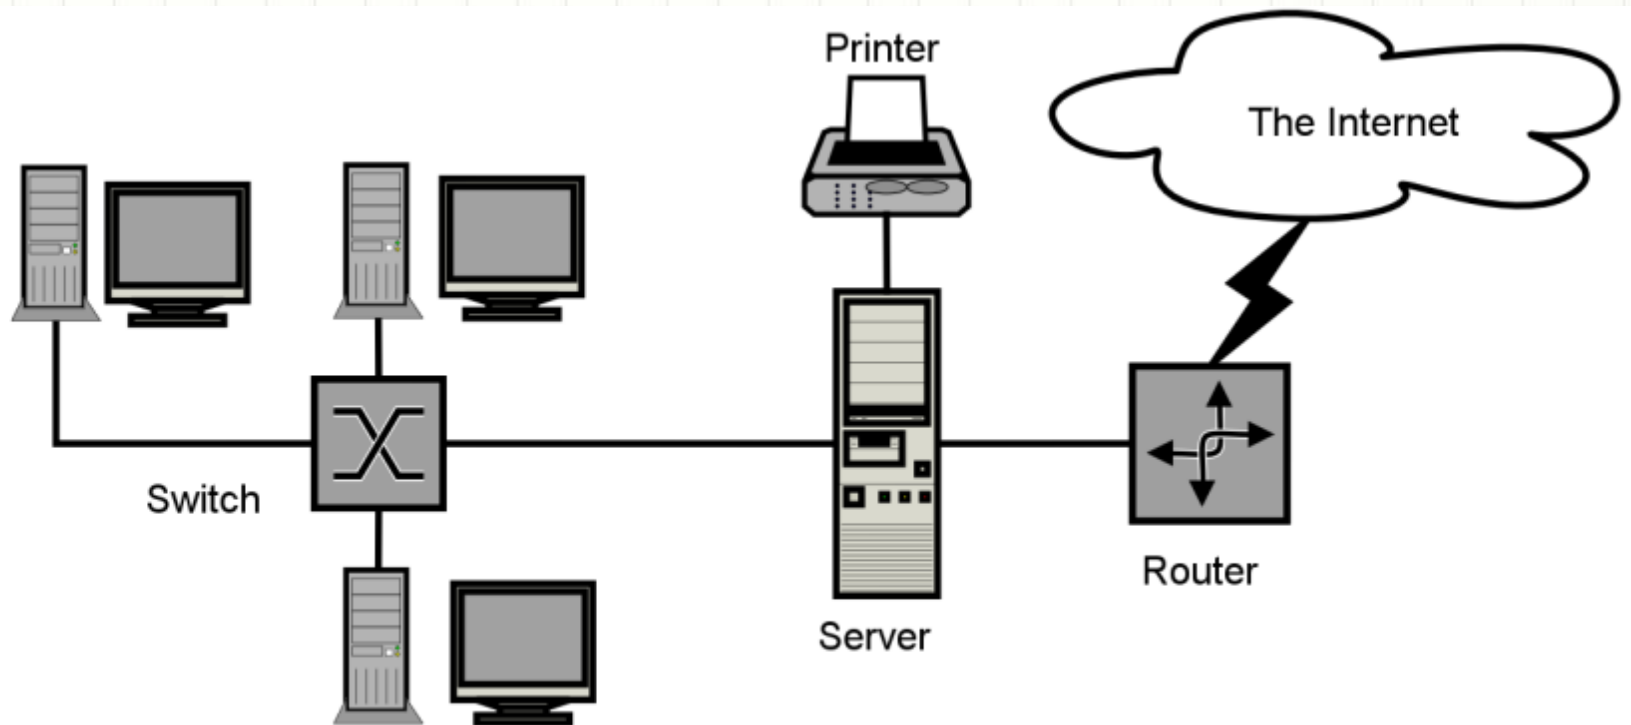 Printer
The Internet
Switch
Router
Server